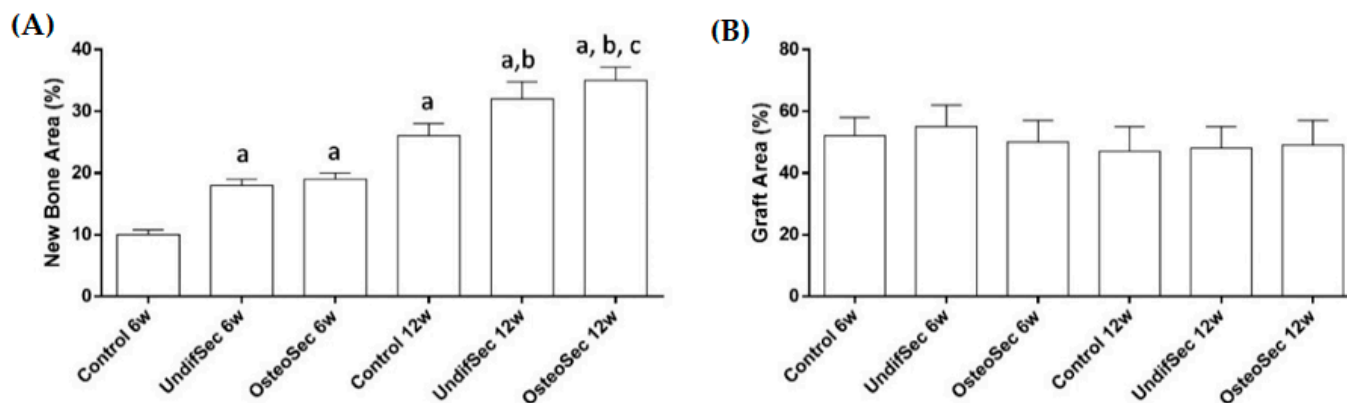 (A)
New Bone Area (%)
40
30
20
10
0
a
a
a
a,b
a, b, c
Control 6w
UndifSec 6w
OsteoSec 6w
Control 12w
UndifSec 12w
OsteoSec 12w
(B)
Graft Area (%)
80
60
40
20
0
Control 6w
UndifSec 6w
OsteoSec 6w
Control 12w
UndifSec 12w
OsteoSec 12w